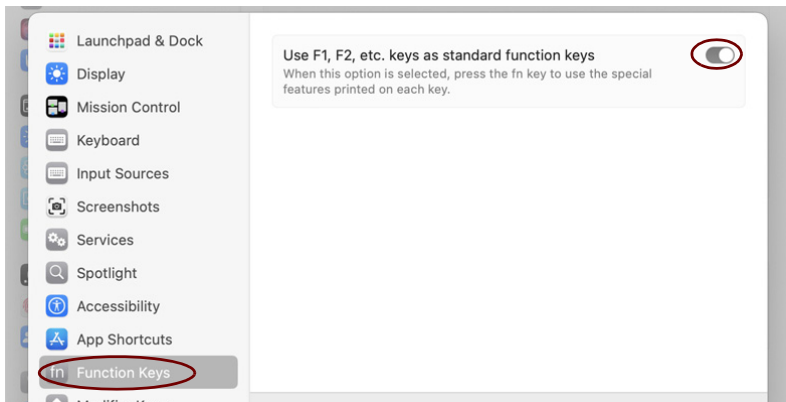 Launchpad & Dock
Display
Mission Control
Keyboard
Input Sources
Screenshots
Services
Spotlight
Accessibility
App Shortcuts
fn Function Keys
Use F1, F2, etc. keys as standard function keys
When this option is selected, press the fn key to use the special
features printed on each key.